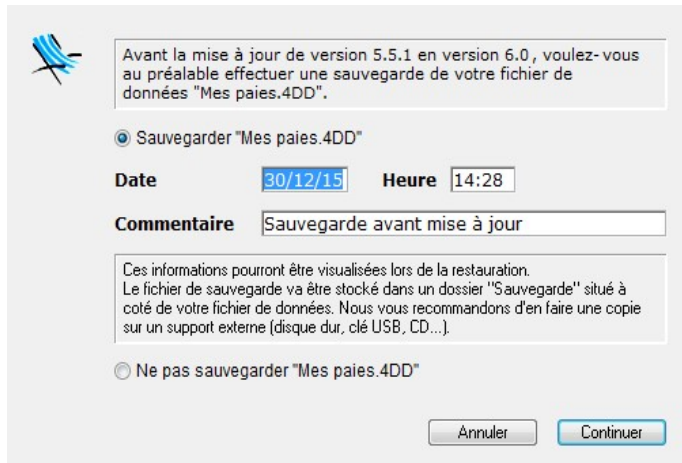 Avant la mise à jour de version 5.5.1 en version 6.0, voulez-vous
au préalable effectuer une sauvegarde de votre fichier de
données "Mes paies.4DD".
Sauvegarder "Mes paies.4DD"
Date 30/12/15 Heure 14:28
Commentaire Sauvegarde avant mise à jour
Ces informations pourront être visualisées lors de la restauration.
Le fichier de sauvegarde va être stocké dans un dossier "Sauvegarde" situé à
coté de votre fichier de données. Nous vous recommandons d'en faire une copie
sur un support externe (disque dur, clé USB, CD...).
Ne pas sauvegarder "Mes paies.4DD"
Annuler Continuer